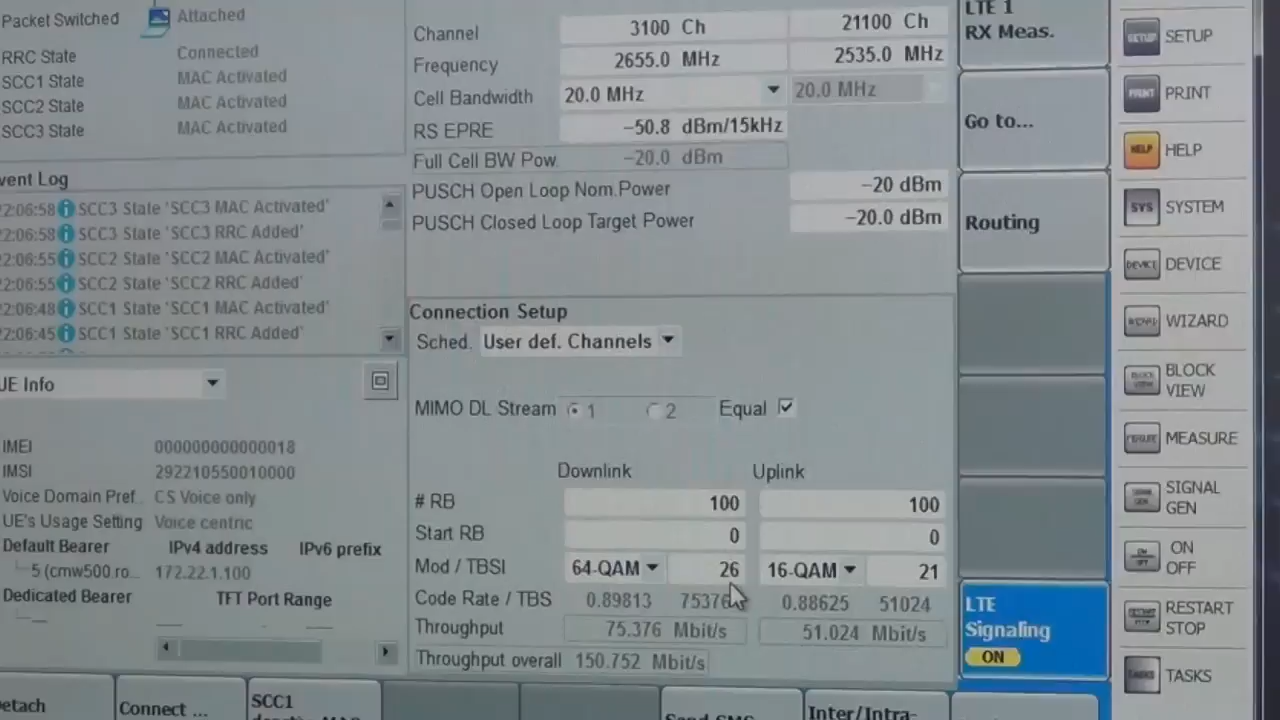 Packet Switched Attached
RRC State Connected
SCC1 State MAC Activated
SCC2 State MAC Activated
SCC3 State MAC Activated
vent Log
2:06:58 SCC3 State 'SCC3 MAC Activated'
2:06:58 SCC3 State 'SCC3 RRC Added'
2:06:55 SCC2 State 'SCC2 MAC Activated'
2:06:55 SCC2 State 'SCC2 RRC Added'
2:06:48 SCC1 State 'SCC1 MAC Activated'
2:06:45 SCC1 State 'SCC1 RRC Added'
UE Info
IMEI 000000000000018
IMSI 292210550010000
Voice Domain Pref. CS Voice only
UE's Usage Setting Voice centric
Default Bearer IPv4 address IPv6 prefix
5 (cmw500.ro... 172.22.1.100
Dedicated Bearer TFT Port Range
Channel 3100 Ch 21100 Ch
Frequency 2655.0 MHz 2535.0 MHz
Cell Bandwidth 20.0 MHz 20.0 MHz
RS EPRE -50.8 dBm/15kHz
Full Cell BW Pow. -20.0 dBm
PUSCH Open Loop Nom.Power -20 dBm
PUSCH Closed Loop Target Power -20.0 dBm
Connection Setup
Sched. User def. Channels
MIMO DL Stream 1 2 Equal
Downlink Uplink
# RB 100 100
Start RB 0 0
Mod / TBSI 64-QAM 26 16-QAM 21
Code Rate / TBS 0.89813 75376 0.88625 51024
Throughput 75.376 Mbit/s 51.024 Mbit/s
Throughput overall 150.752 Mbit/s
LTE 1
RX Meas.
Go to...
Routing
LTE
Signaling
ON
SETUP SETUP
PRINT PRINT
HELP HELP
SYS SYSTEM
DEVICE DEVICE
WIZARD
BLOCK
VIEW
MEASURE
SIGNAL
GEN
ON
OFF
RESTART
STOP
TASKS TASKS
etach
Connect ...
SCC1
Inter/Intra-